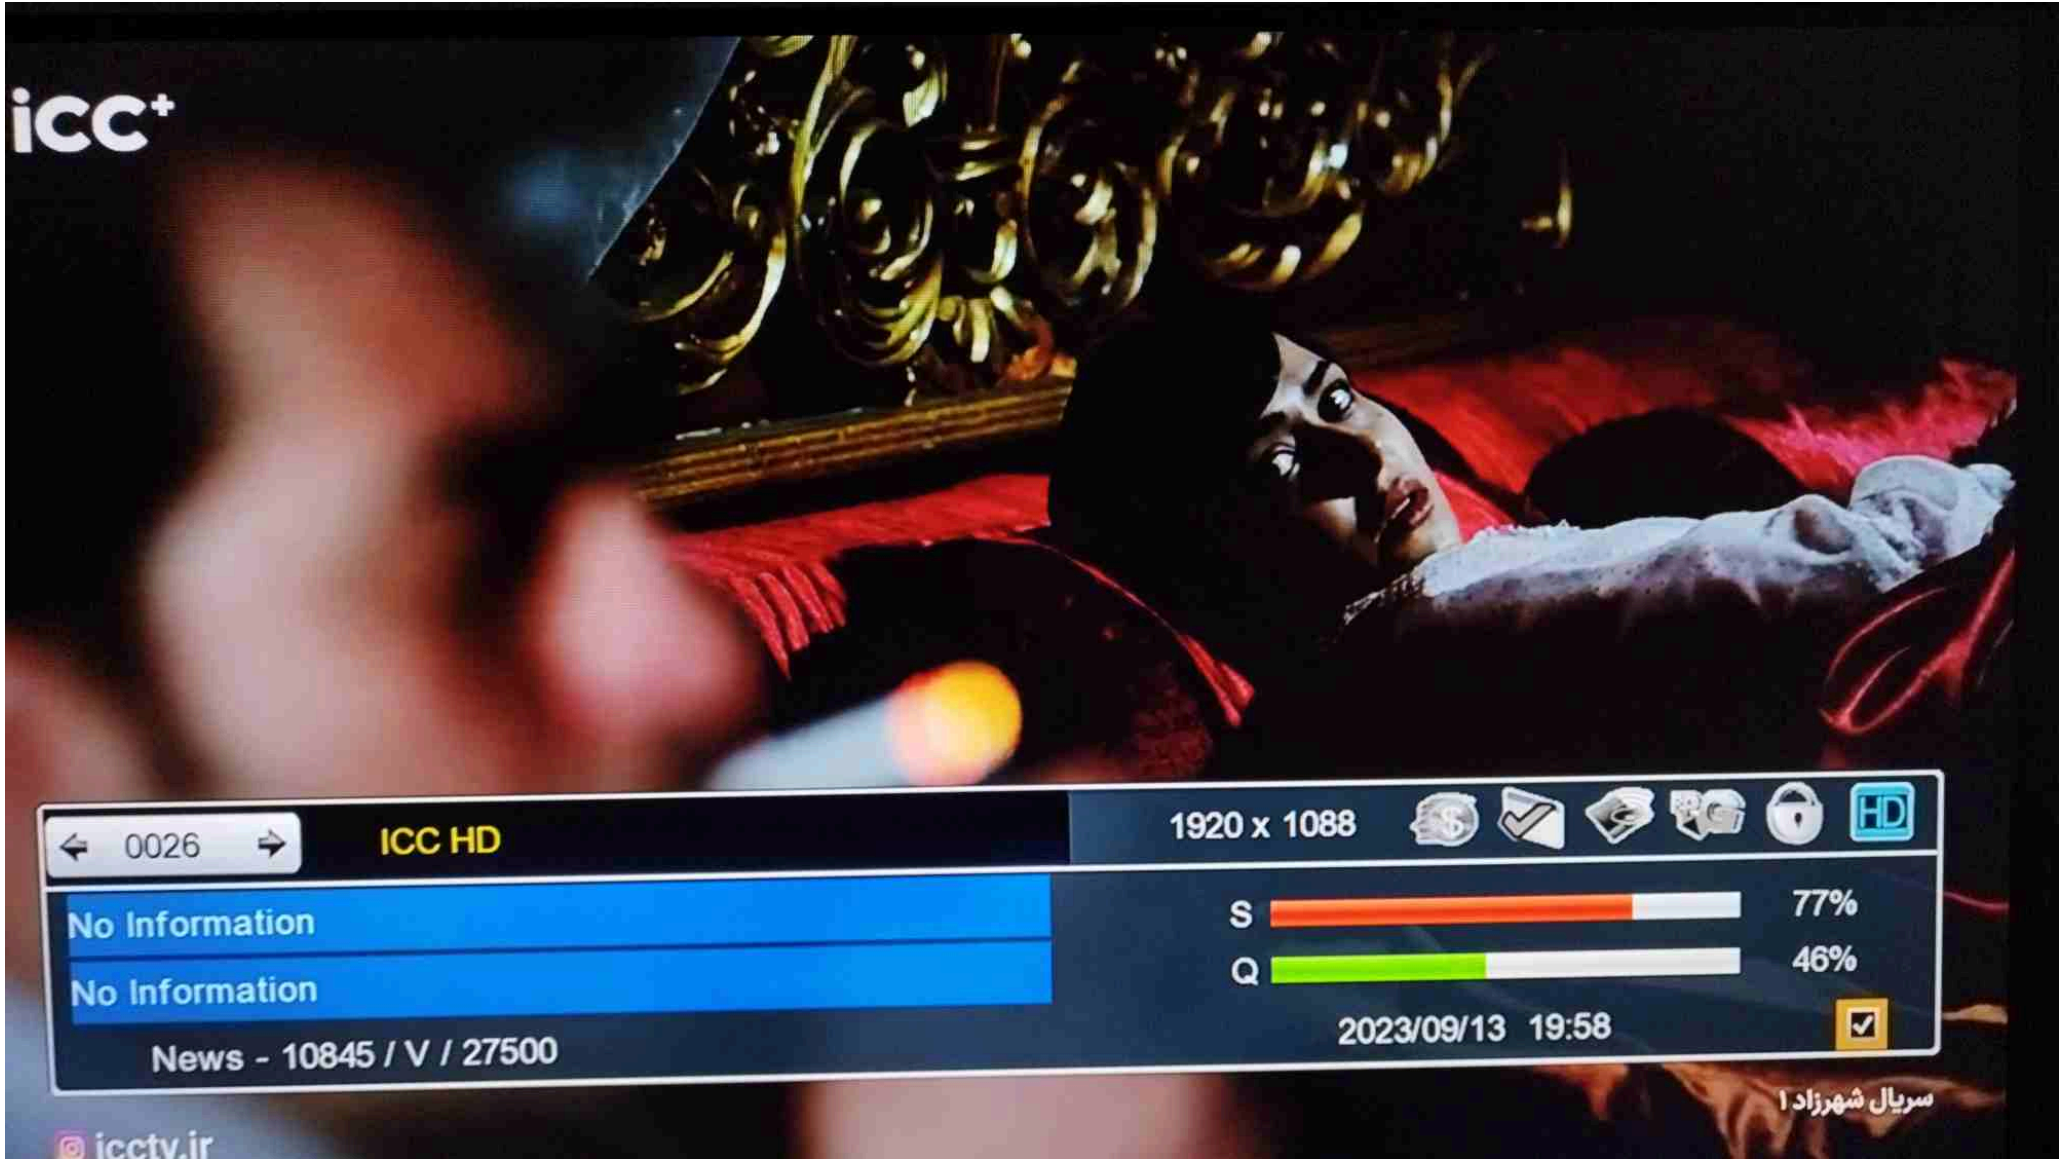 icc+
0026
ICC HD
1920 x 1088
HD
No Information
S 77%
No Information
Q 46%
News - 10845 / V / 27500
2023/09/13 19:58
سریال شهرزاد ۱
icctv.ir